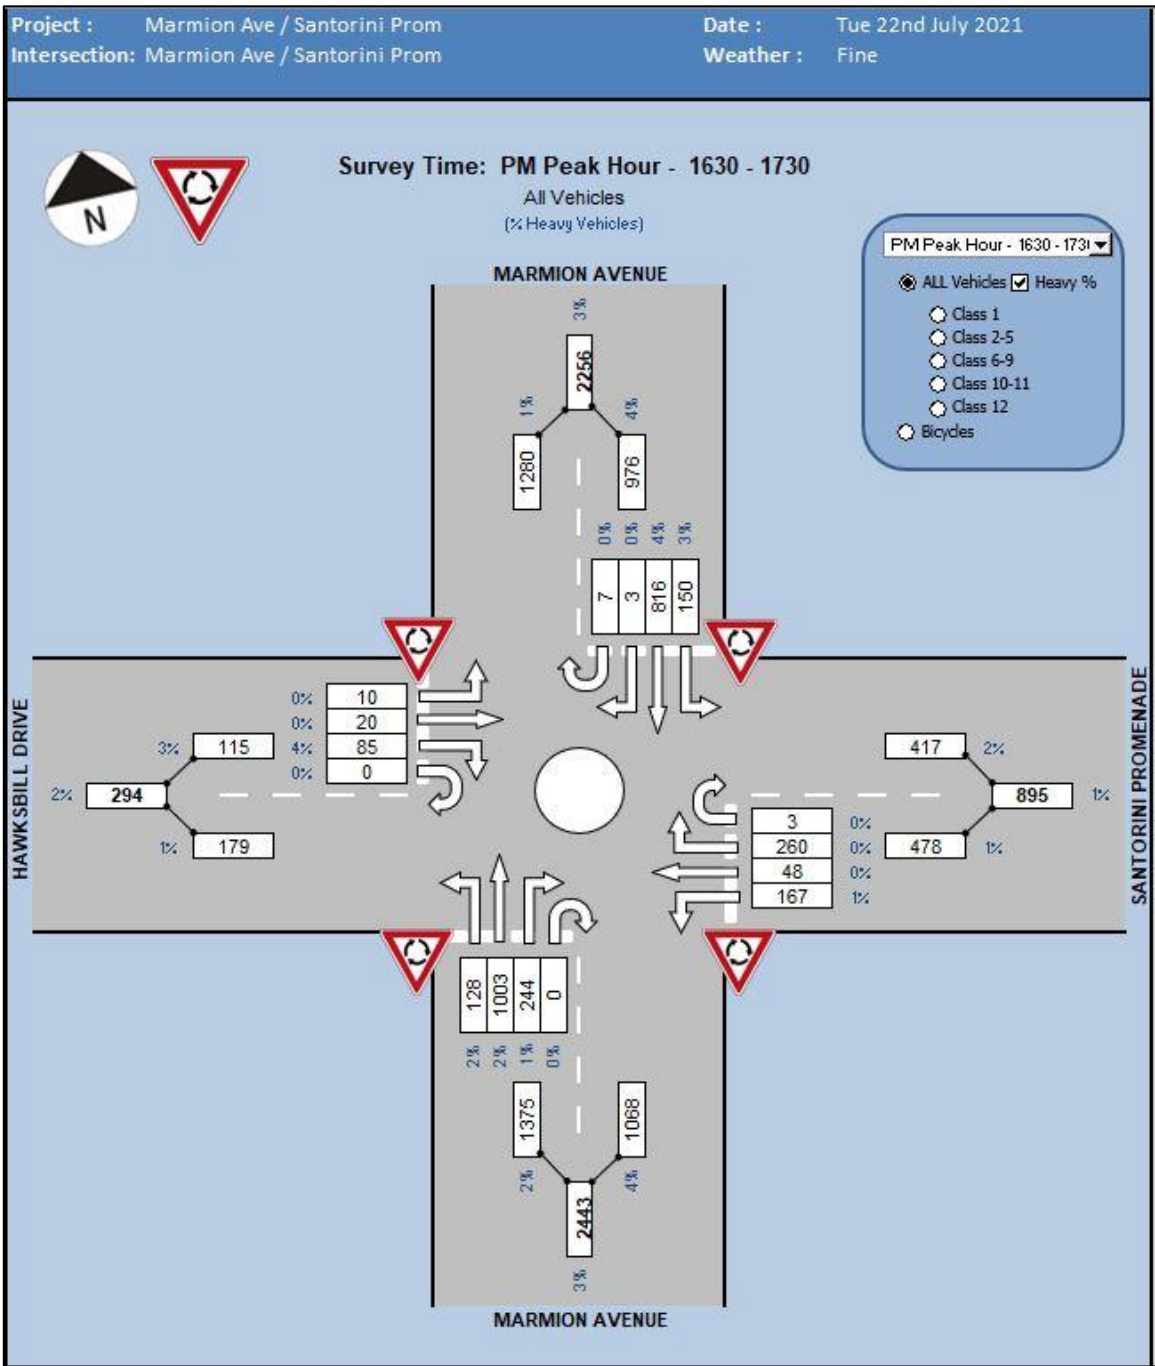 Project : Marmion Ave / Santorini Prom Date : Tue 22nd July 2021
Intersection: Marmion Ave / Santorini Prom Weather : Fine
N
Survey Time: PM Peak Hour - 1630 - 1730
All Vehicles
(% Heavy Vehicles)
PM Peak Hour - 1630 - 173
ALL Vehicles Heavy %
Class 1
Class 2-5
Class 6-9
Class 10-11
Class 12
Bicycles
MARMION AVENUE
3%
2256
1% 4%
1280 976
0% 0% 4% 3%
7 3 816 150
HAWKSBILL DRIVE
0% 10
0% 20
4% 85
0% 0
3% 115
2% 294
1% 179
SANTORINI PROMENADE
417 2%
895 1%
478 1%
3 0%
260 0%
48 0%
167 1%
128 1003 244 0
2% 2% 1% 0%
1375 1068
2% 4%
2443
3%
MARMION AVENUE